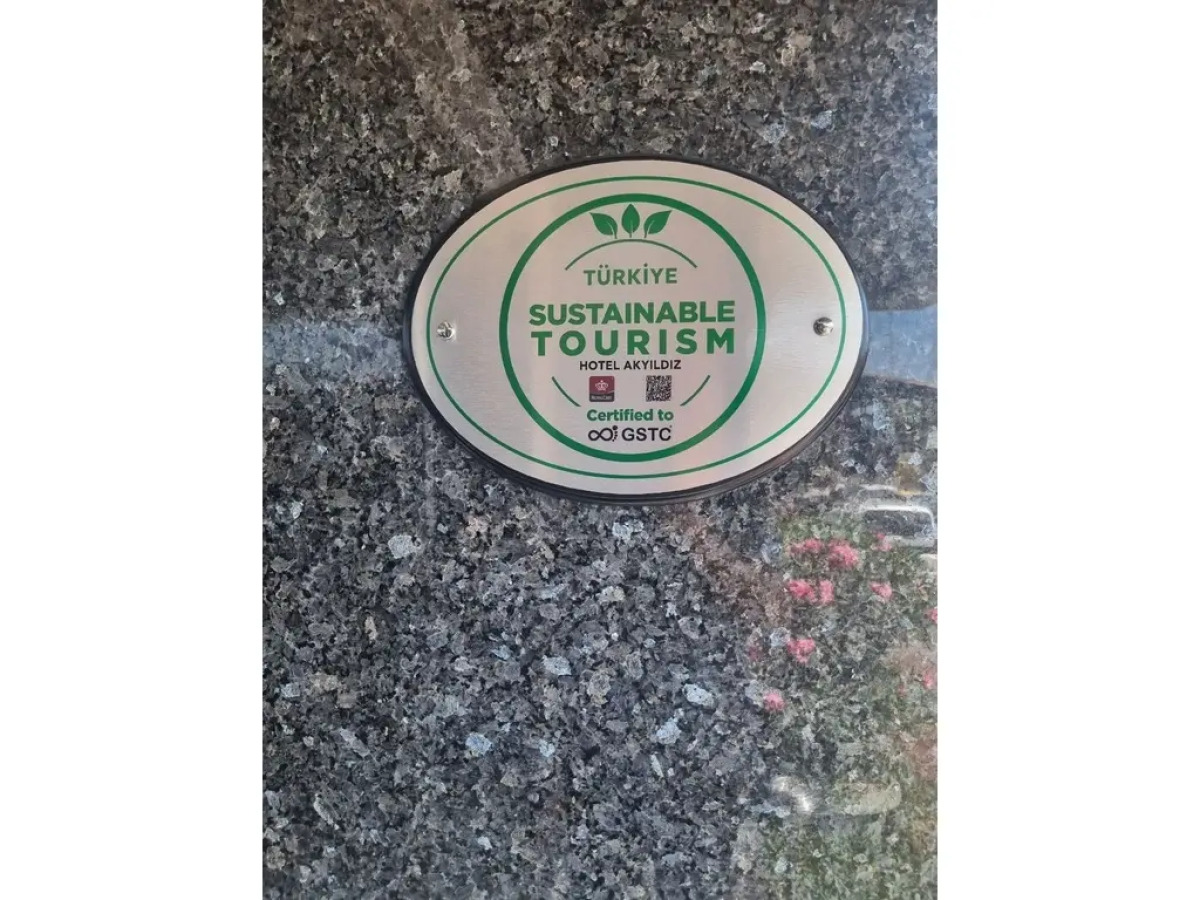 TÜRKİYE
SUSTAINABLE
TOURISM
HOTEL AKYILDIZ
Certified to
GSTC